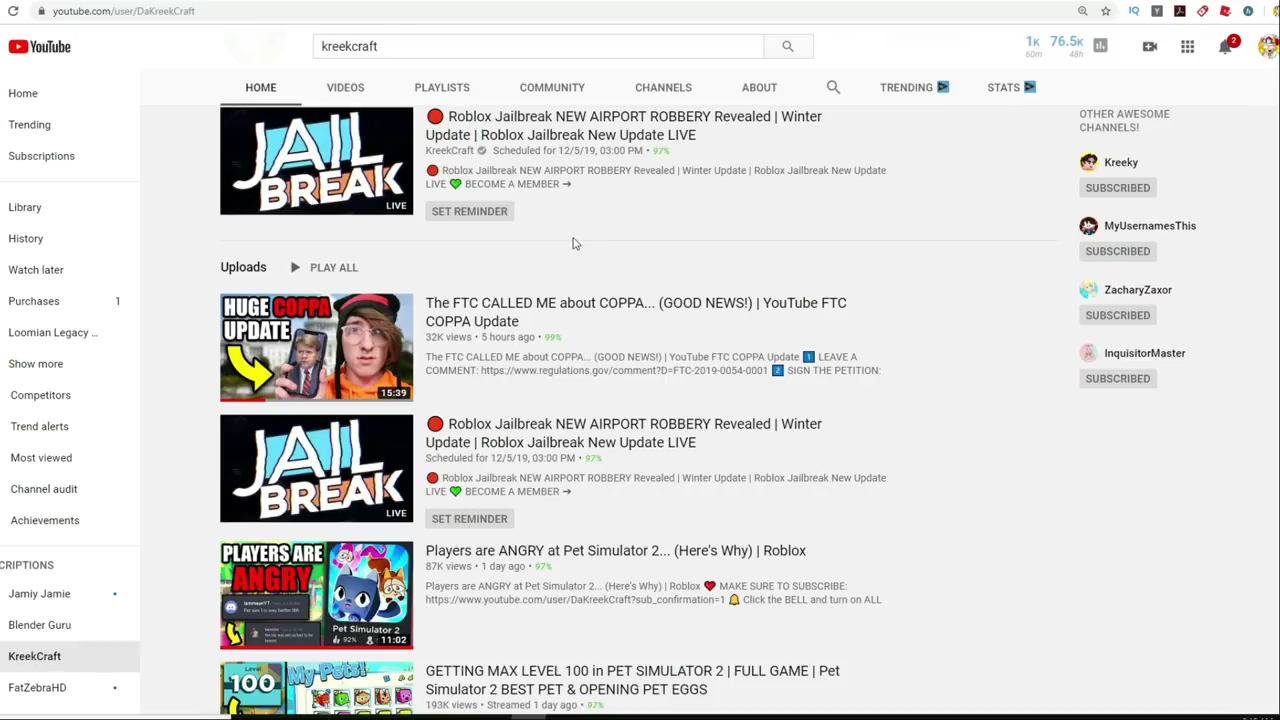 youtube.com/user/DaKreekCraft
YouTube
kreekcraft
1K
60m
76.5K
48h
2
HOME
VIDEOS
PLAYLISTS
COMMUNITY
CHANNELS
ABOUT
TRENDING
STATS
Home
Trending
Subscriptions
Library
History
Watch later
Purchases 1
Loomian Legacy ...
Show more
Competitors
Trend alerts
Most viewed
Channel audit
Achievements
CRIPTIONS
Jamiy Jamie
Blender Guru
KreekCraft
FatZebraHD
JAIL
BREAK
LIVE
🔴 Roblox Jailbreak NEW AIRPORT ROBBERY Revealed | Winter
Update | Roblox Jailbreak New Update LIVE
KreekCraft Scheduled for 12/5/19, 03:00 PM • 97%
🔴 Roblox Jailbreak NEW AIRPORT ROBBERY Revealed | Winter Update | Roblox Jailbreak New Update
LIVE 💚 BECOME A MEMBER →
SET REMINDER
Uploads
PLAY ALL
HUGE COPPA
UPDATE
15:39
The FTC CALLED ME about COPPA... (GOOD NEWS!) | YouTube FTC
COPPA Update
32K views • 5 hours ago • 99%
The FTC CALLED ME about COPPA... (GOOD NEWS!) | YouTube FTC COPPA Update 1️⃣ LEAVE A
COMMENT: https://www.regulations.gov/comment?D=FTC-2019-0054-0001 2️⃣ SIGN THE PETITION:
JAIL
BREAK
LIVE
🔴 Roblox Jailbreak NEW AIRPORT ROBBERY Revealed | Winter
Update | Roblox Jailbreak New Update LIVE
Scheduled for 12/5/19, 03:00 PM • 97%
🔴 Roblox Jailbreak NEW AIRPORT ROBBERY Revealed | Winter Update | Roblox Jailbreak New Update
LIVE 💚 BECOME A MEMBER →
SET REMINDER
PLAYERS ARE
ANGRY
Pet Simulator 2
92%
11:02
Players are ANGRY at Pet Simulator 2... (Here's Why) | Roblox
87K views • 1 day ago • 97%
Players are ANGRY at Pet Simulator 2... (Here's Why) | Roblox ❤️ MAKE SURE TO SUBSCRIBE:
https://www.youtube.com/user/DaKreekCraft?sub_confirmation=1 🔔 Click the BELL and turn on ALL
Level
100
My Pets!
GETTING MAX LEVEL 100 in PET SIMULATOR 2 | FULL GAME | Pet
Simulator 2 BEST PET & OPENING PET EGGS
193K views • Streamed 1 day ago • 97%
OTHER AWESOME
CHANNELS!
Kreeky
SUBSCRIBED
MyUsernamesThis
SUBSCRIBED
ZacharyZaxor
SUBSCRIBED
InquisitorMaster
SUBSCRIBED